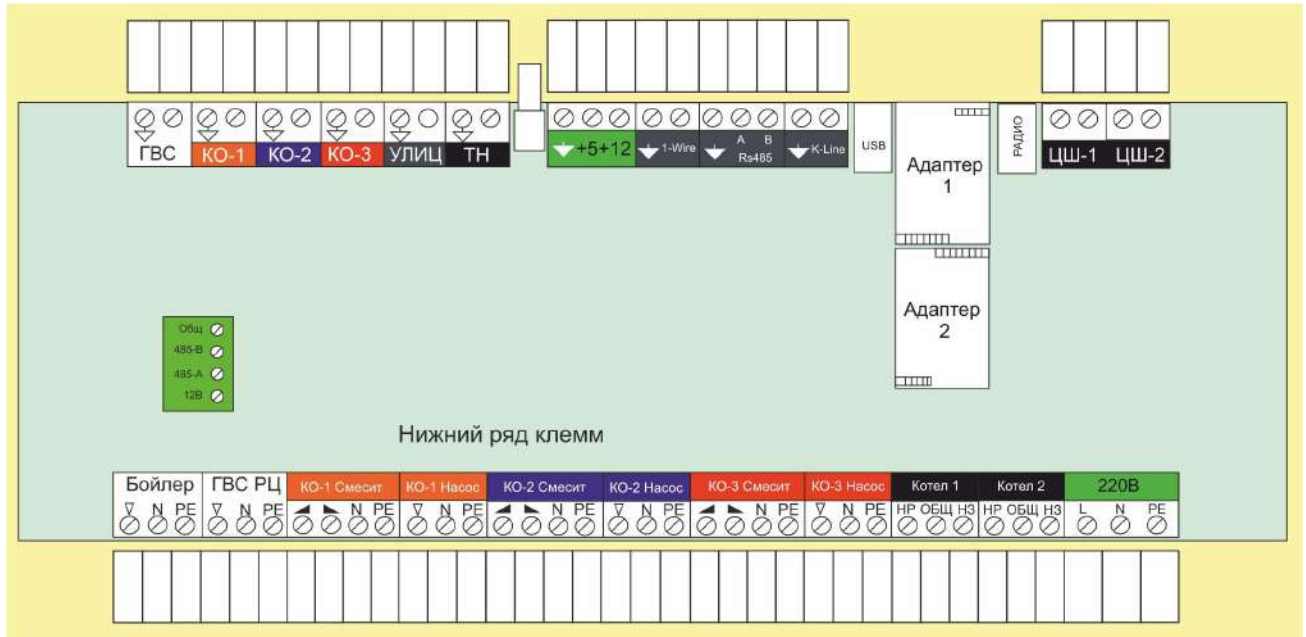 ГВС КО-1 КО-2 КО-3 УЛИЦ ТН
+5+12 1-Wire A B Rs485 K-Line
USB
Адаптер
1
РАДИО
ЦШ-1 ЦШ-2
Адаптер
2
Общ
485-B
485-A
12В
Нижний ряд клемм
Бойлер ГВС РЦ КО-1 Смесит КО-1 Насос КО-2 Смесит КО-2 Насос КО-3 Смесит КО-3 Насос Котел 1 Котел 2 220В
N PE N PE N PE N PE N PE N PE N PE N PE НР ОБЩ НЗ НР ОБЩ НЗ L N PE